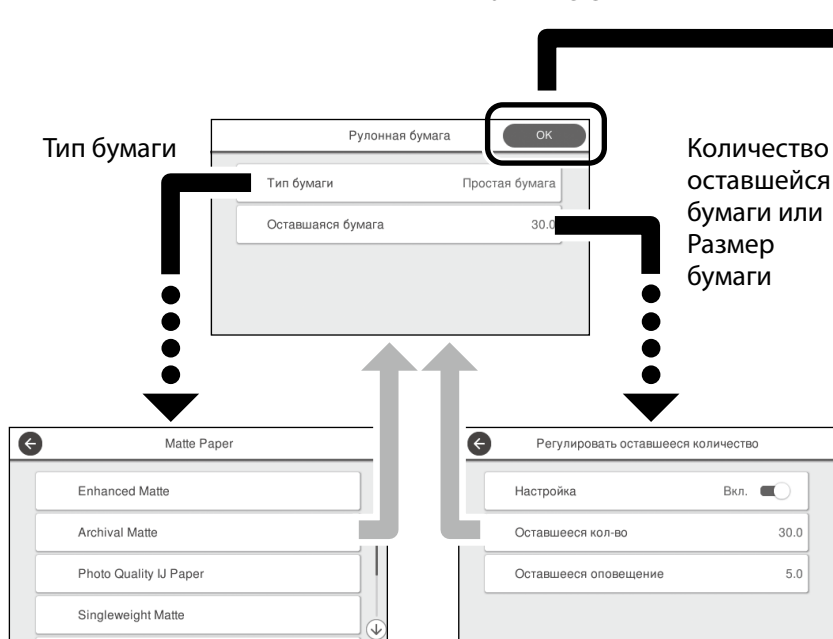 Тип бумаги
Рулонная бумага
OK
Тип бумаги
Простая бумага
Оставшаяся бумага
30.0
Количество
оставшейся
бумаги или
Размер
бумаги
Matte Paper
Enhanced Matte
Archival Matte
Photo Quality IJ Paper
Singleweight Matte
Регулировать оставшееся количество
Настройка
Вкл.
Оставшееся кол-во
30.0
Оставшееся оповещение
5.0